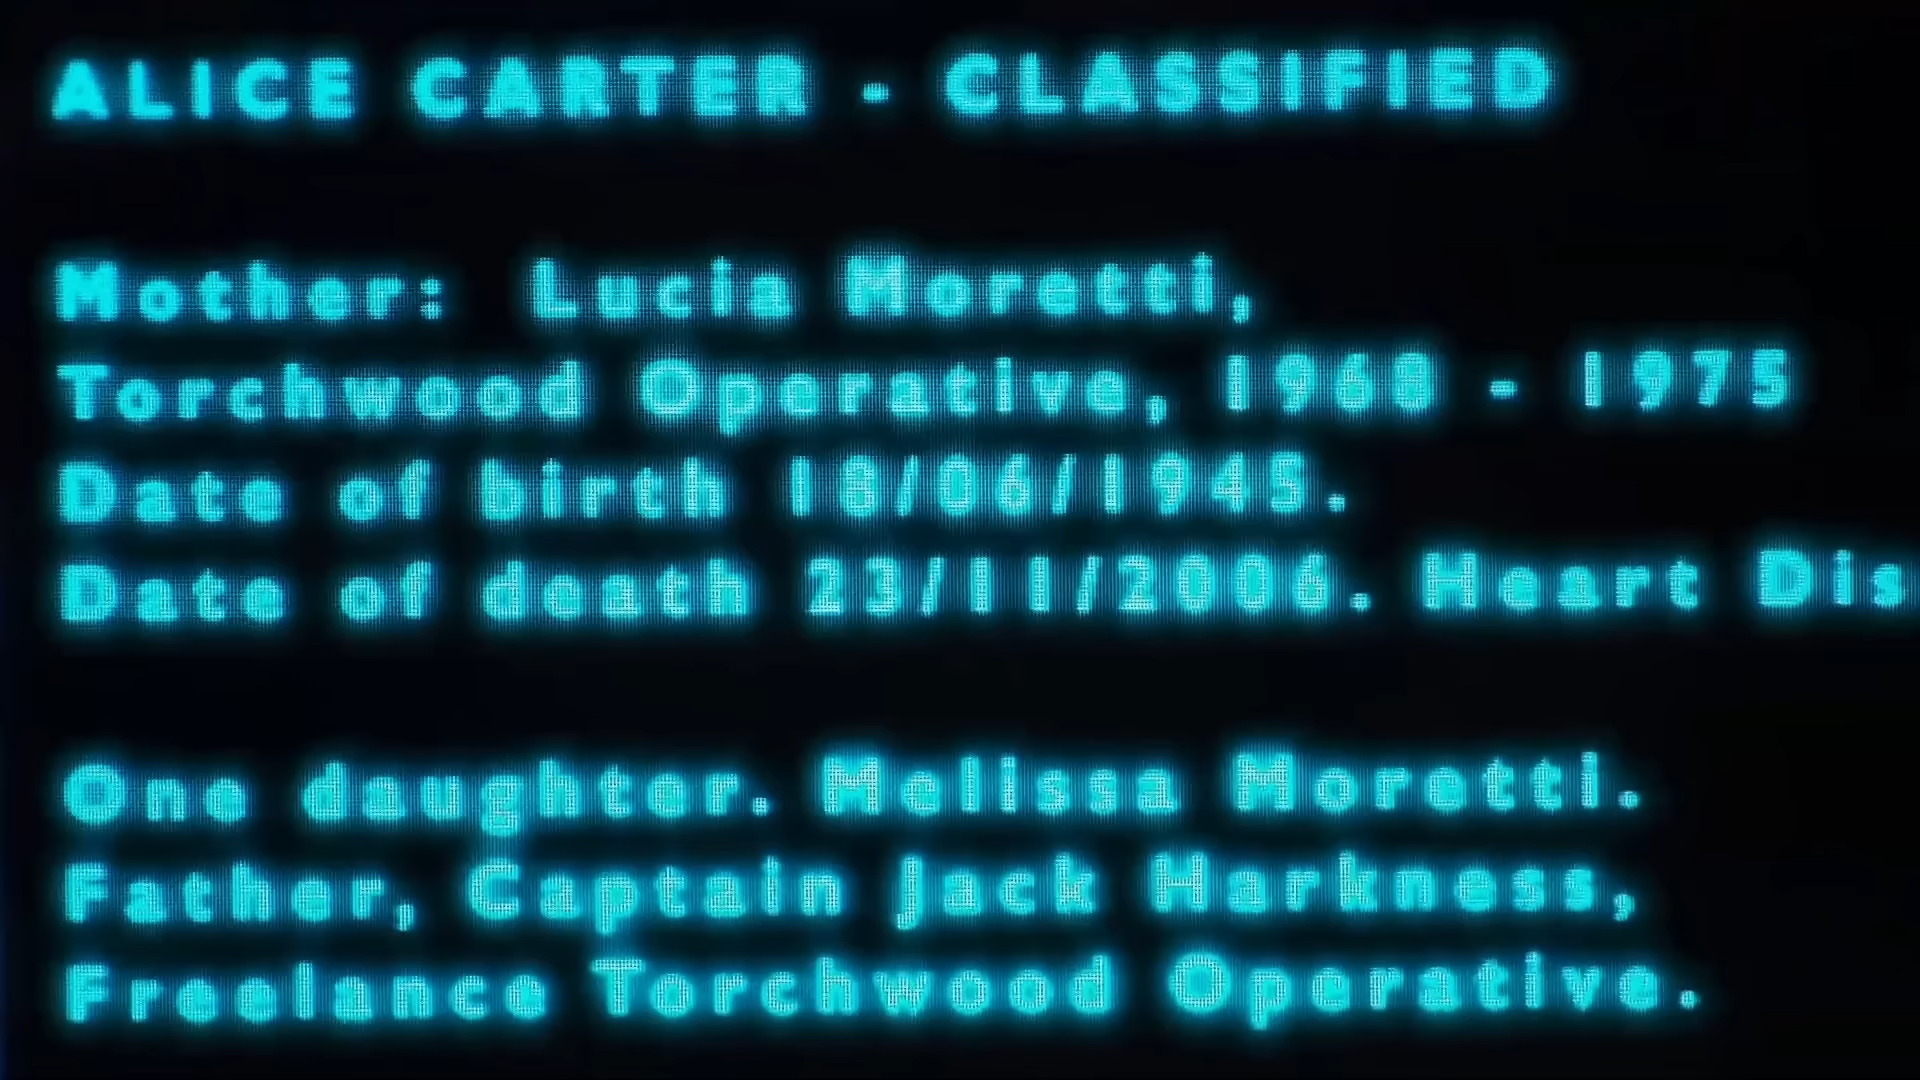 ALICE CARTER - CLASSIFIED
Mother: Lucia Moretti,
Torchwood Operative, 1968 - 1975
Date of birth 18/06/1945.
Date of death 23/11/2006. Heart Dis
One daughter. Melissa Moretti.
Father, Captain Jack Harkness,
Freelance Torchwood Operative.